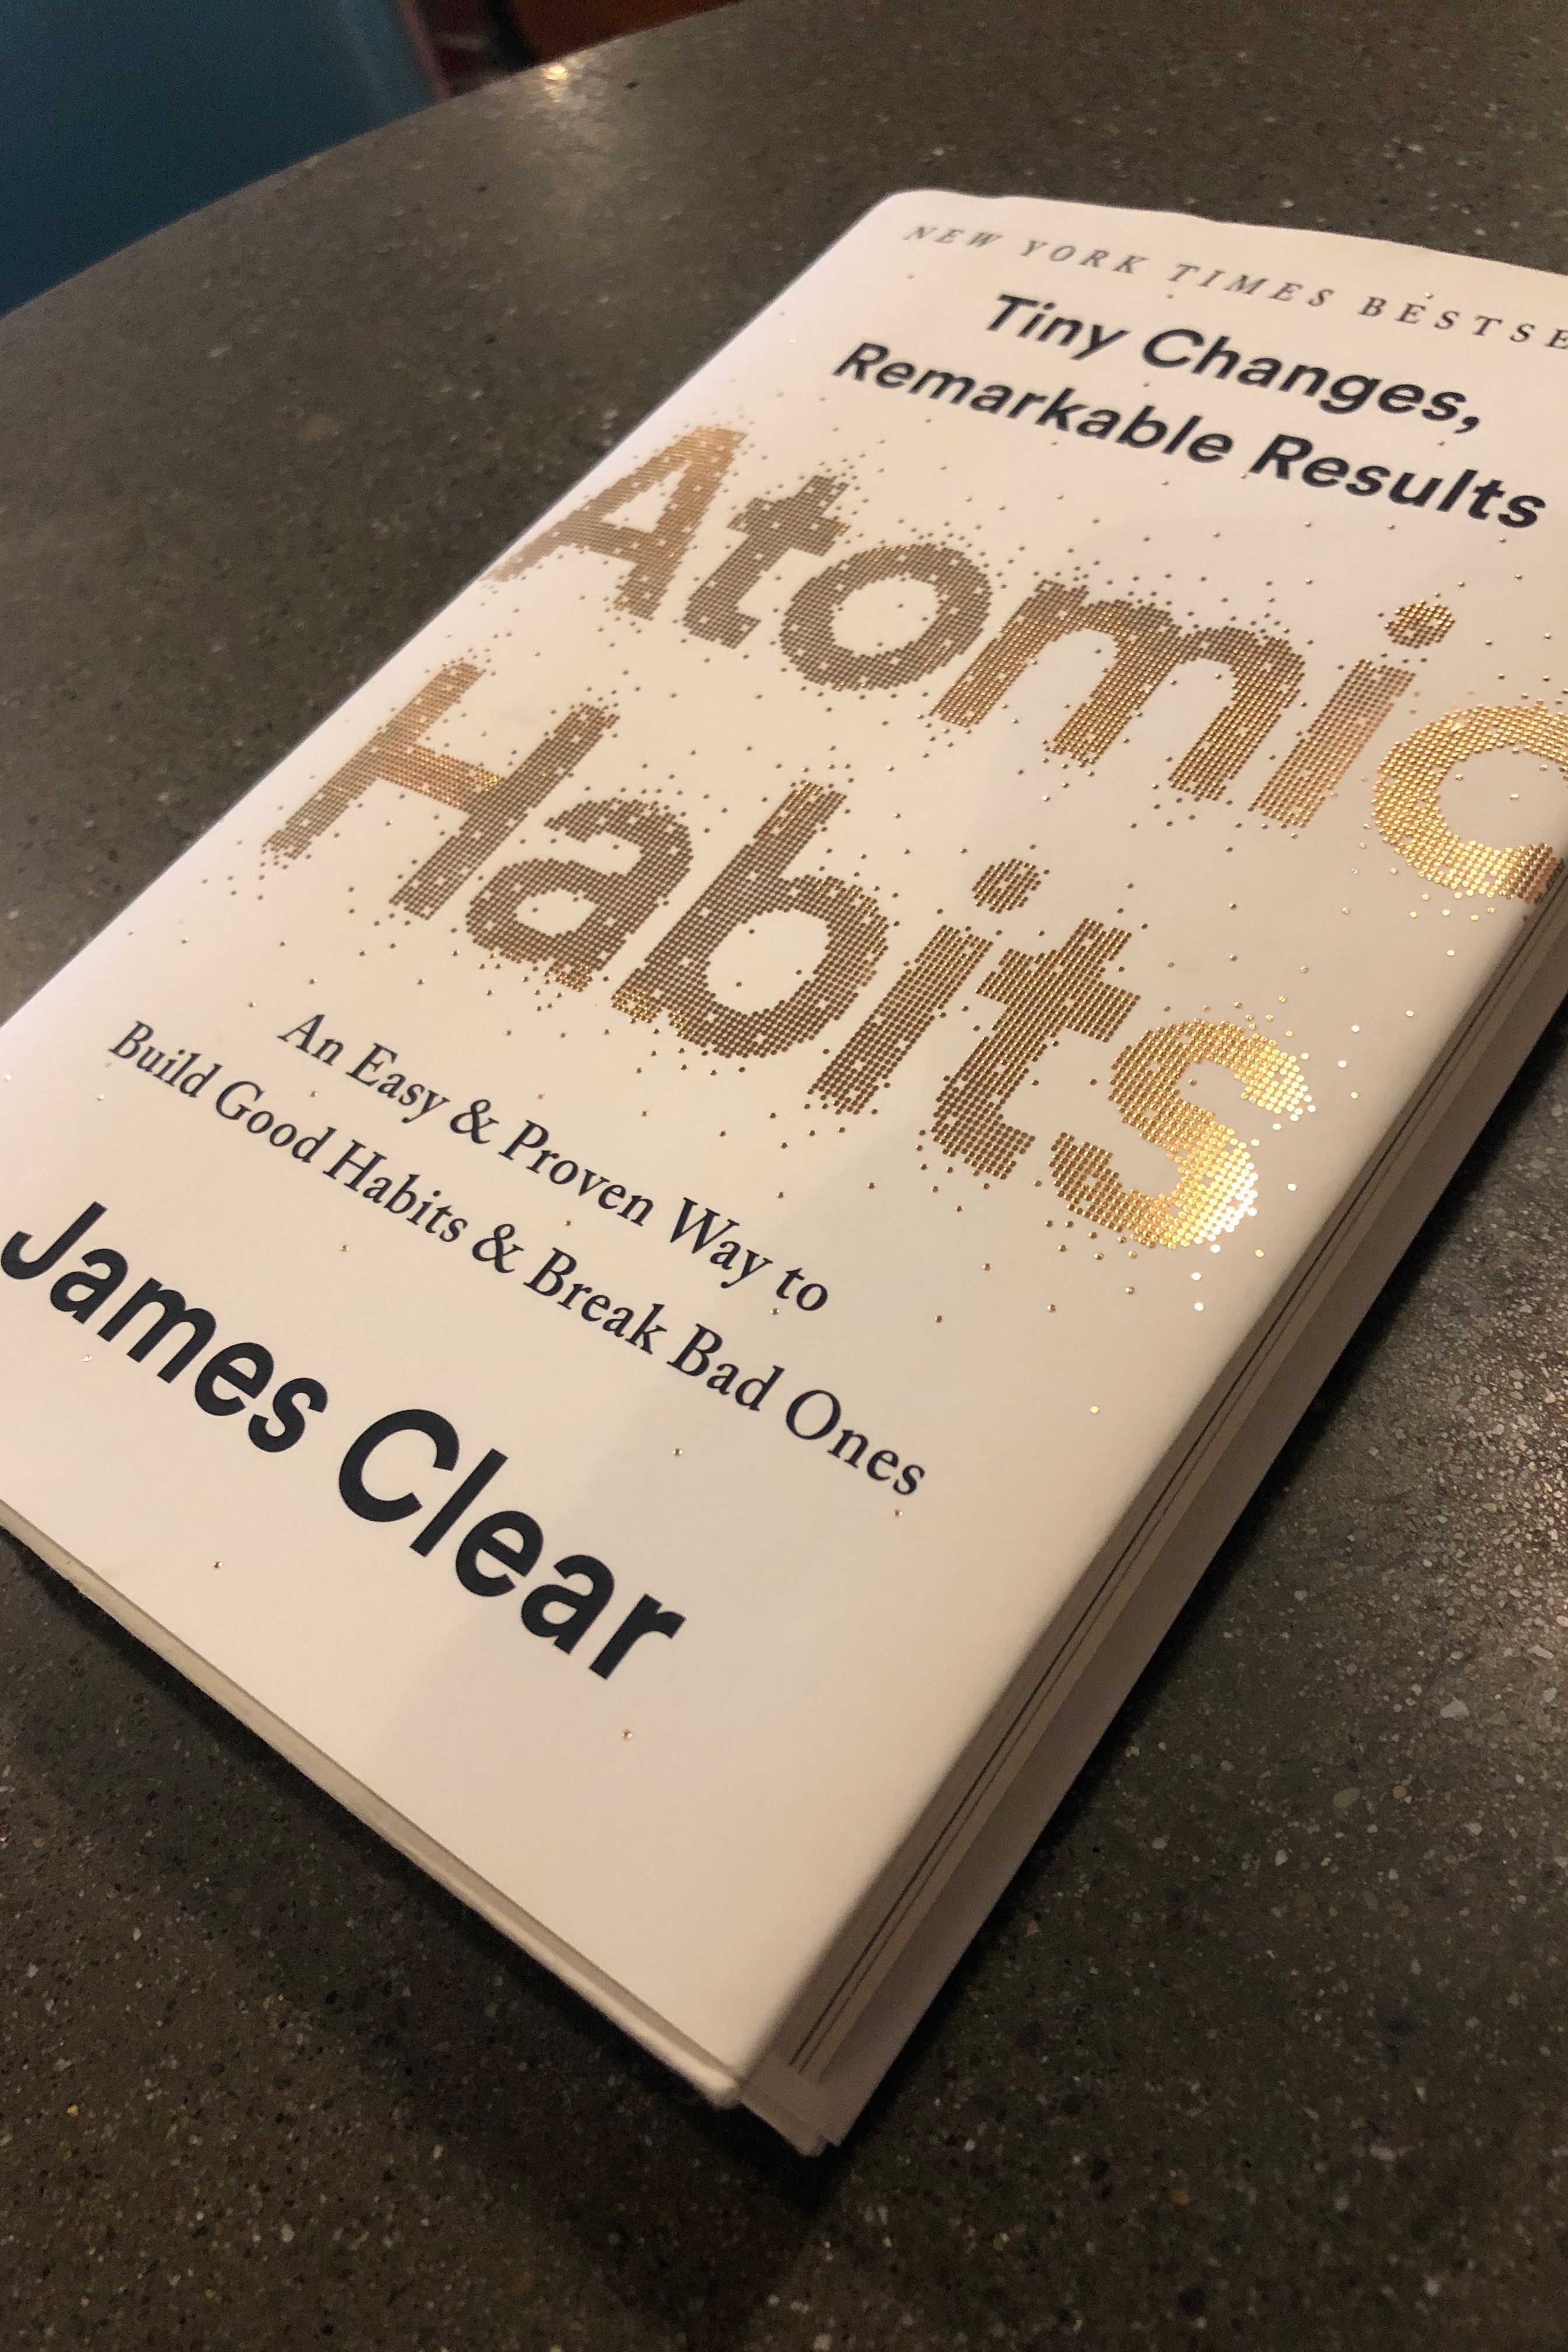 NEW YORK TIMES BESTSE
Tiny Changes,
Remarkable Results
Atomic
Habits
An Easy & Proven Way to
Build Good Habits & Break Bad Ones
James Clear